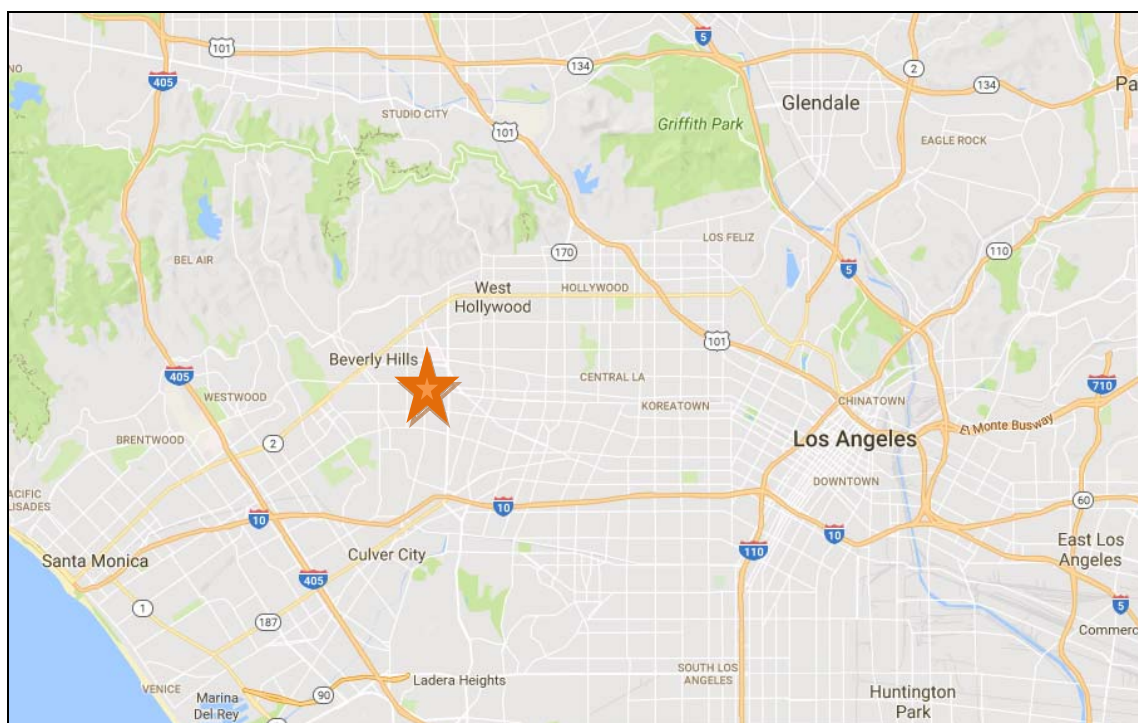 5
101
NO
405
134
2
134
Pa
Glendale
STUDIO CITY
101
Griffith Park
EAGLE ROCK
LOS FELIZ
110
170
BEL AIR
5
West
Hollywood
HOLLYWOOD
101
Beverly Hills
405
CENTRAL LA
710
WESTWOOD
KOREATOWN
CHINATOWN
El Monte Busway
BRENTWOOD
2
Los Angeles
DOWNTOWN
ACIFIC
LISADES
10
10
60
10
East Los
Angeles
Santa Monica
Culver City
110
405
1
5
187
Commerc
SOUTH LOS
ANGELES
Ladera Heights
VENICE
90
Marina
Del Rey
Huntington
Park